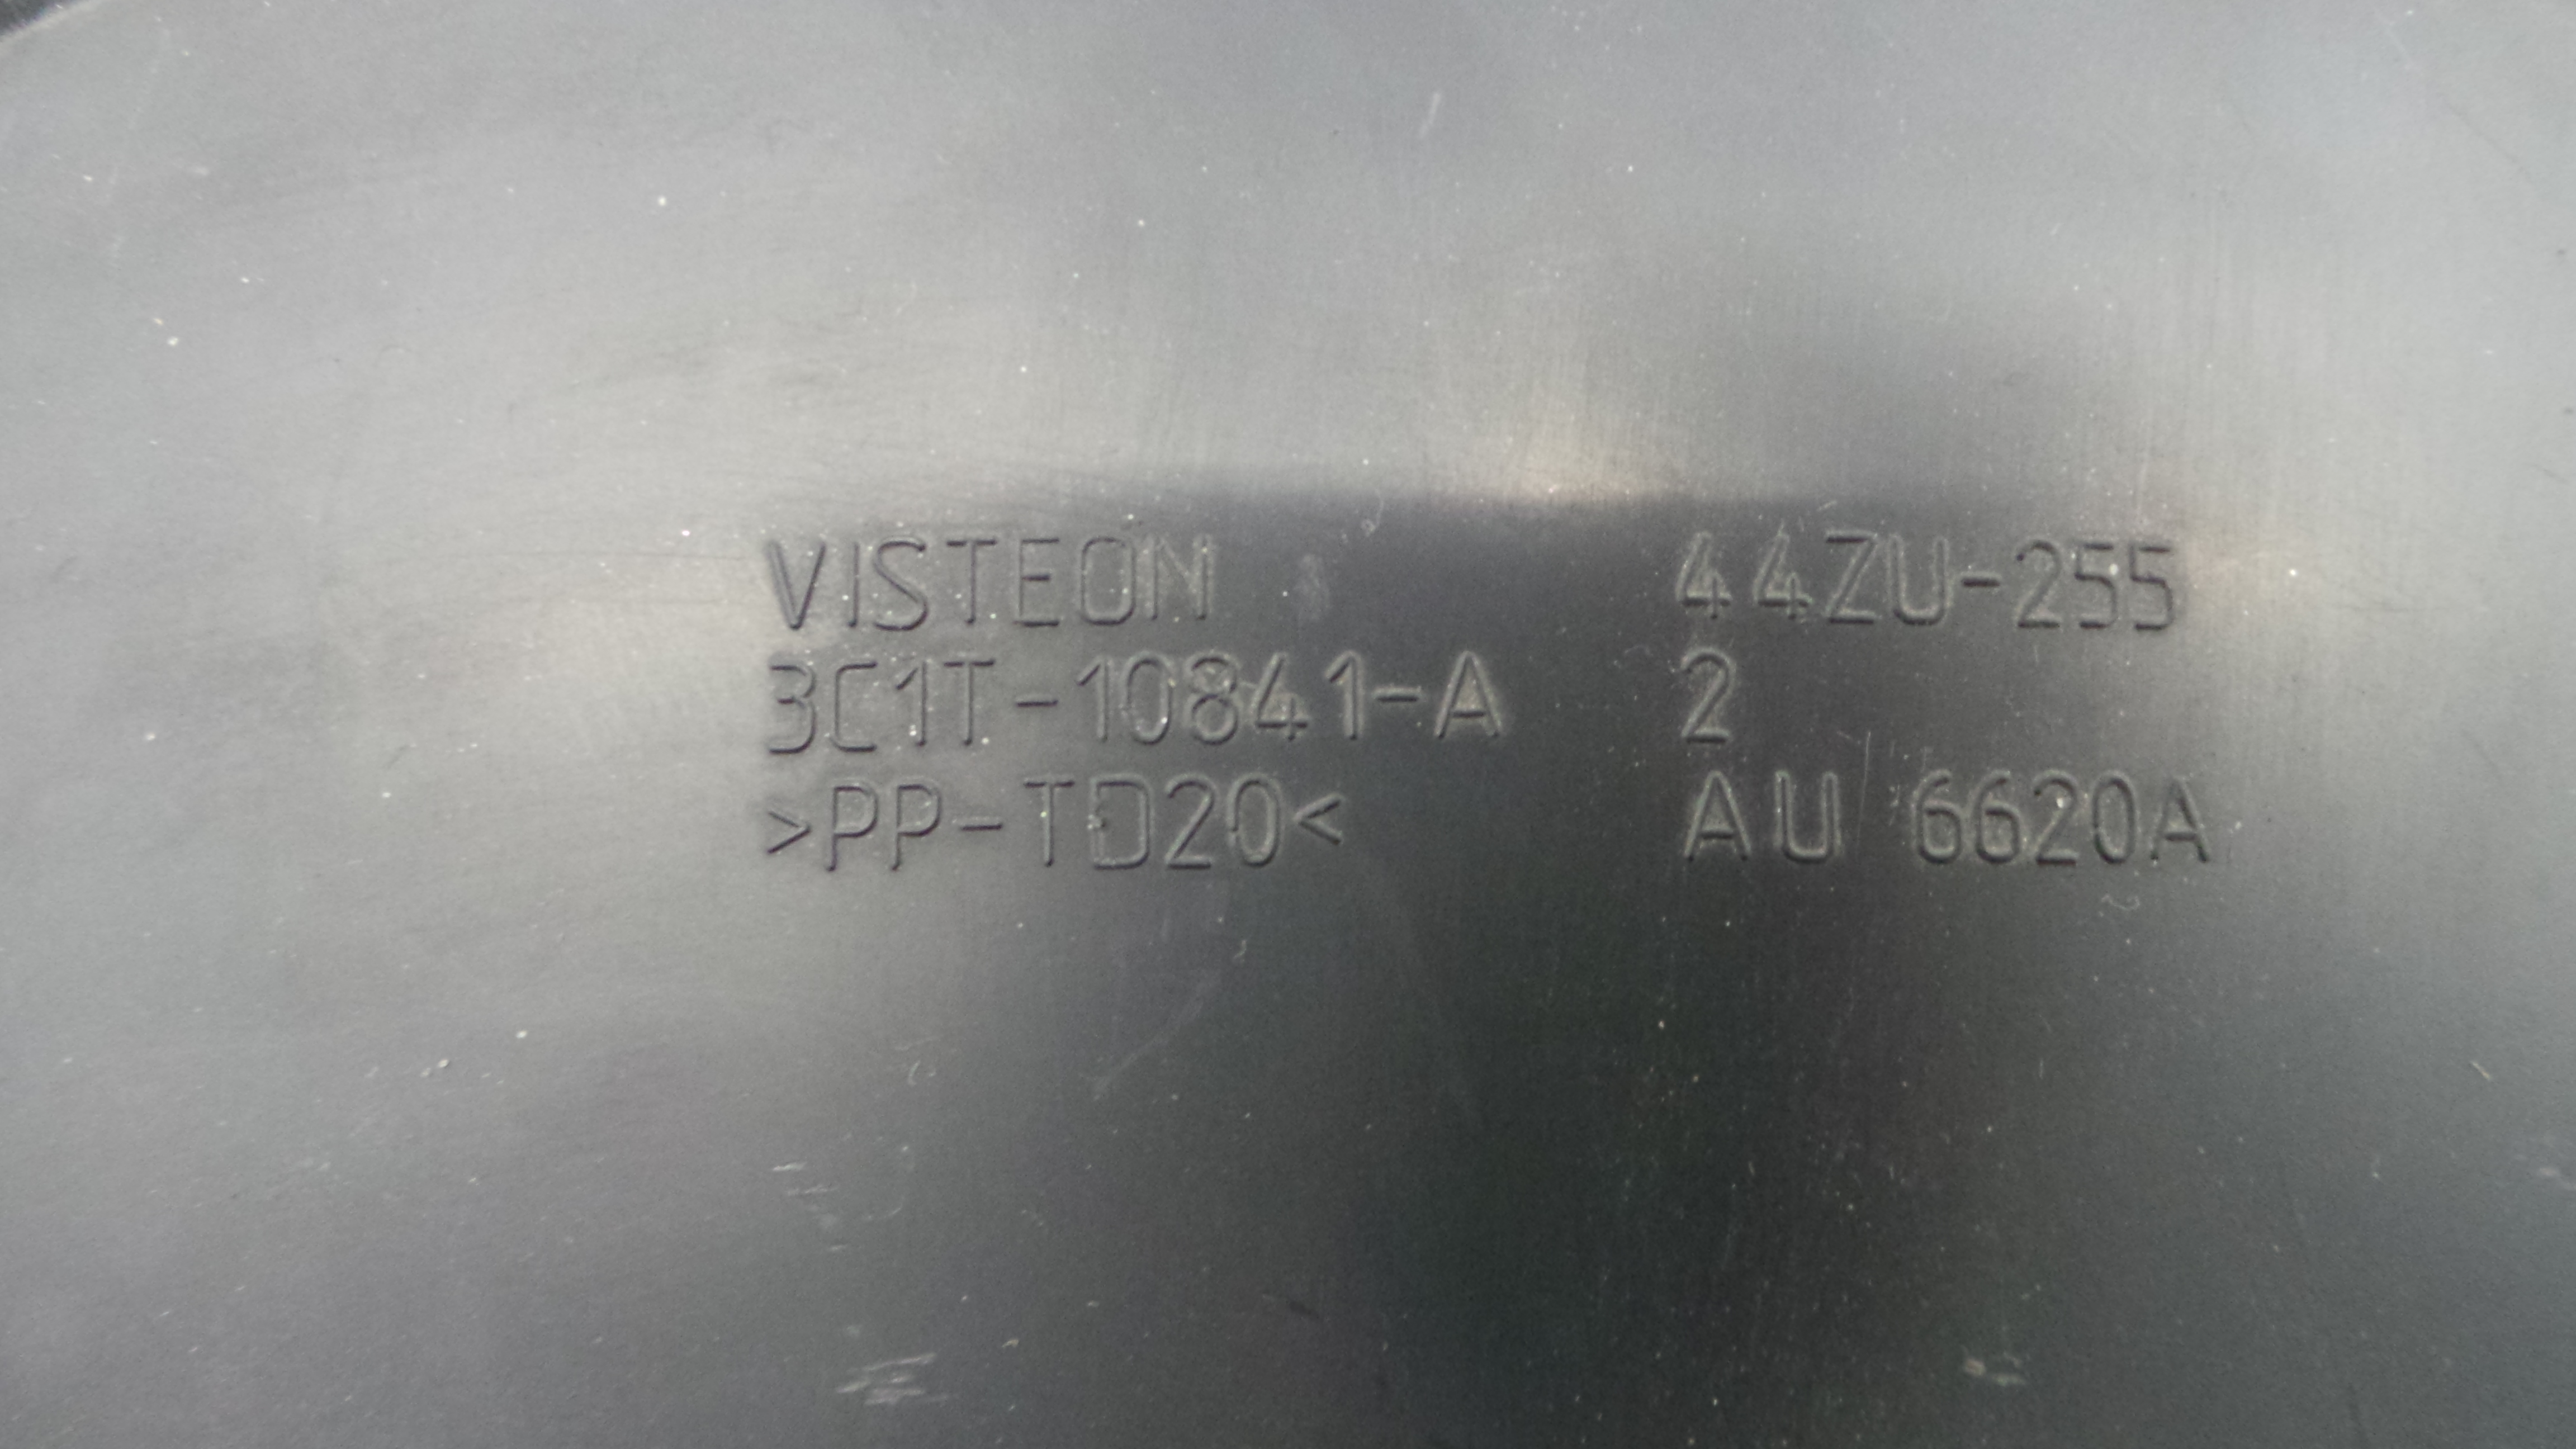 VISTEON 44ZU-255
3C1T-10841-A 2
>PP-TD20< AU 6620A